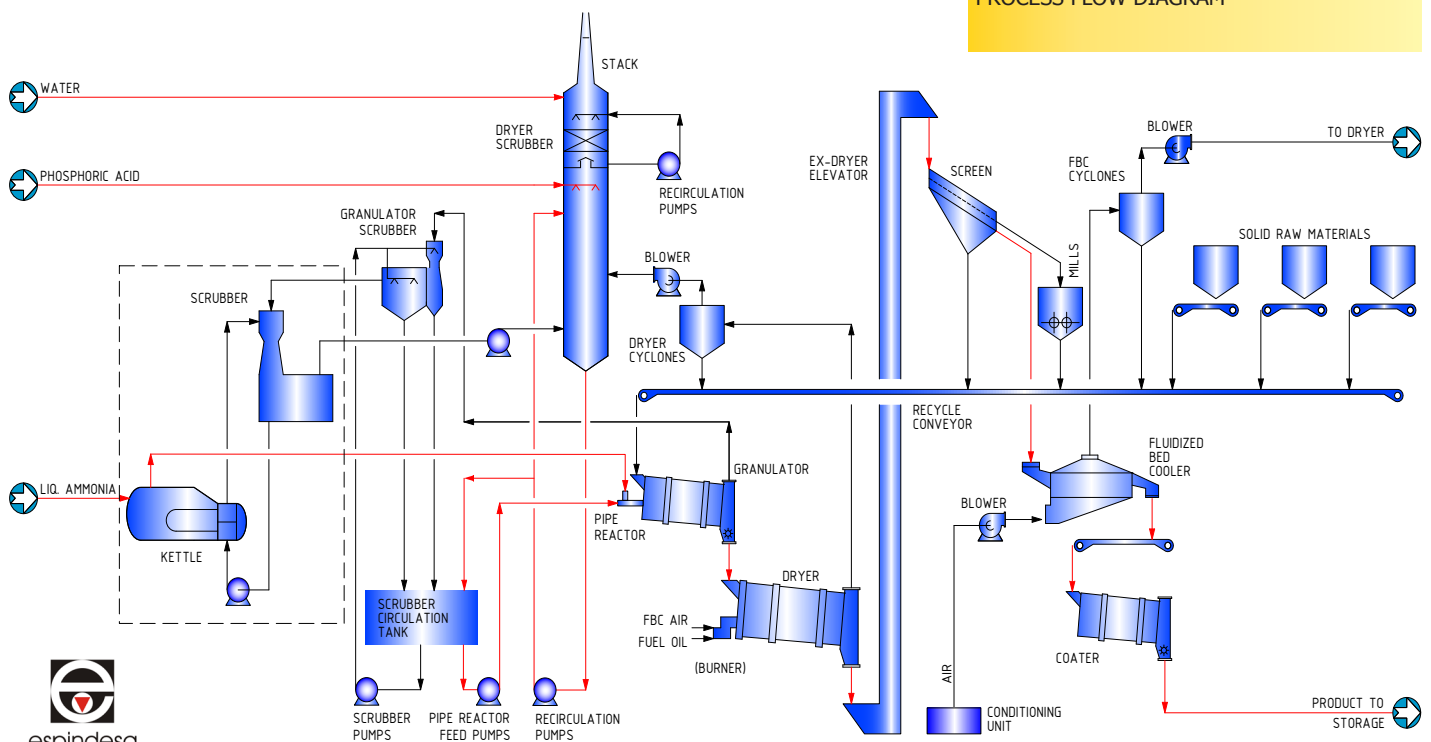 PROCESS FLOW DIAGRAM
STACK
WATER
DRYER
SCRUBBER
BLOWER
TO DRYER
EX-DRYER
ELEVATOR
SCREEN
FBC
CYCLONES
PHOSPHORIC ACID
RECIRCULATION
PUMPS
GRANULATOR
SCRUBBER
SOLID RAW MATERIALS
BLOWER
MILLS
SCRUBBER
DRYER
CYCLONES
RECYCLE
CONVEYOR
FLUIDIZED
BED
COOLER
GRANULATOR
LIQ. AMMONIA
BLOWER
PIPE
REACTOR
KETTLE
DRYER
SCRUBBER
CIRCULATION
TANK
FBC AIR
FUEL OIL
(BURNER)
COATER
AIR
PRODUCT TO
STORAGE
CONDITIONING
UNIT
SCRUBBER
PUMPS
PIPE REACTOR
FEED PUMPS
RECIRCULATION
PUMPS
espindesa